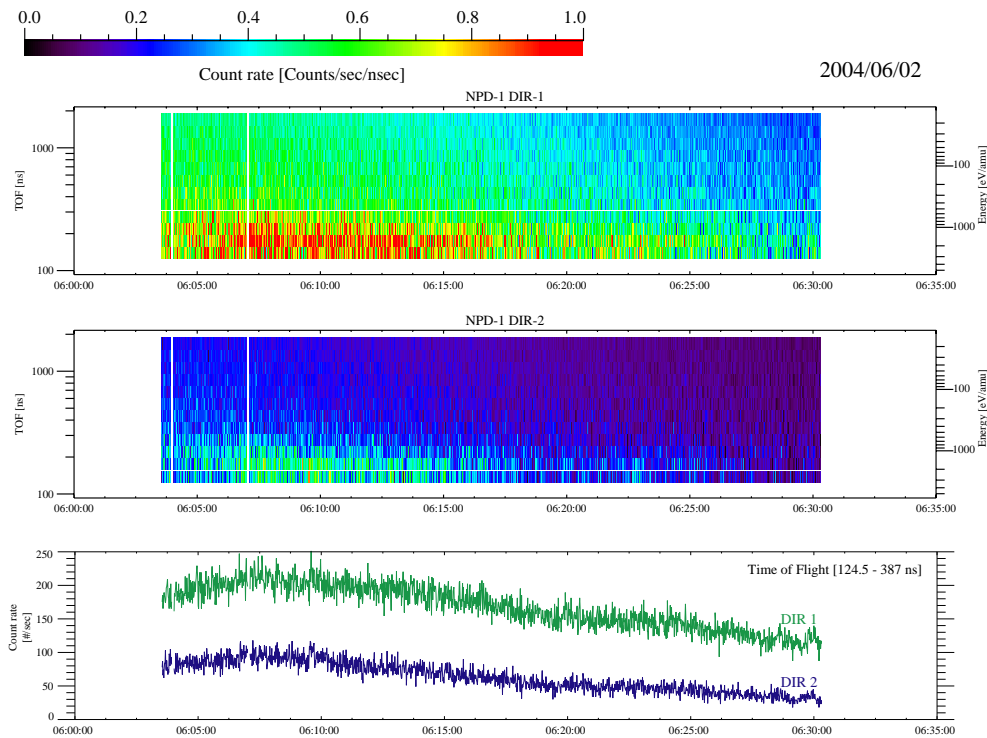 0.0 0.2 0.4 0.6 0.8 1.0
Count rate [Counts/sec/nsec]
2004/06/02
NPD-1 DIR-1
TOF [ns]
1000
100
100
1000
Energy [eV/amu]
06:00:00 06:05:00 06:10:00 06:15:00 06:20:00 06:25:00 06:30:00 06:35:00
NPD-1 DIR-2
TOF [ns]
1000
100
100
1000
Energy [eV/amu]
06:00:00 06:05:00 06:10:00 06:15:00 06:20:00 06:25:00 06:30:00 06:35:00
Count rate
[#/sec]
250
200
150
100
50
0
Time of Flight [124.5 - 387 ns]
DIR 1
DIR 2
06:00:00 06:05:00 06:10:00 06:15:00 06:20:00 06:25:00 06:30:00 06:35:00